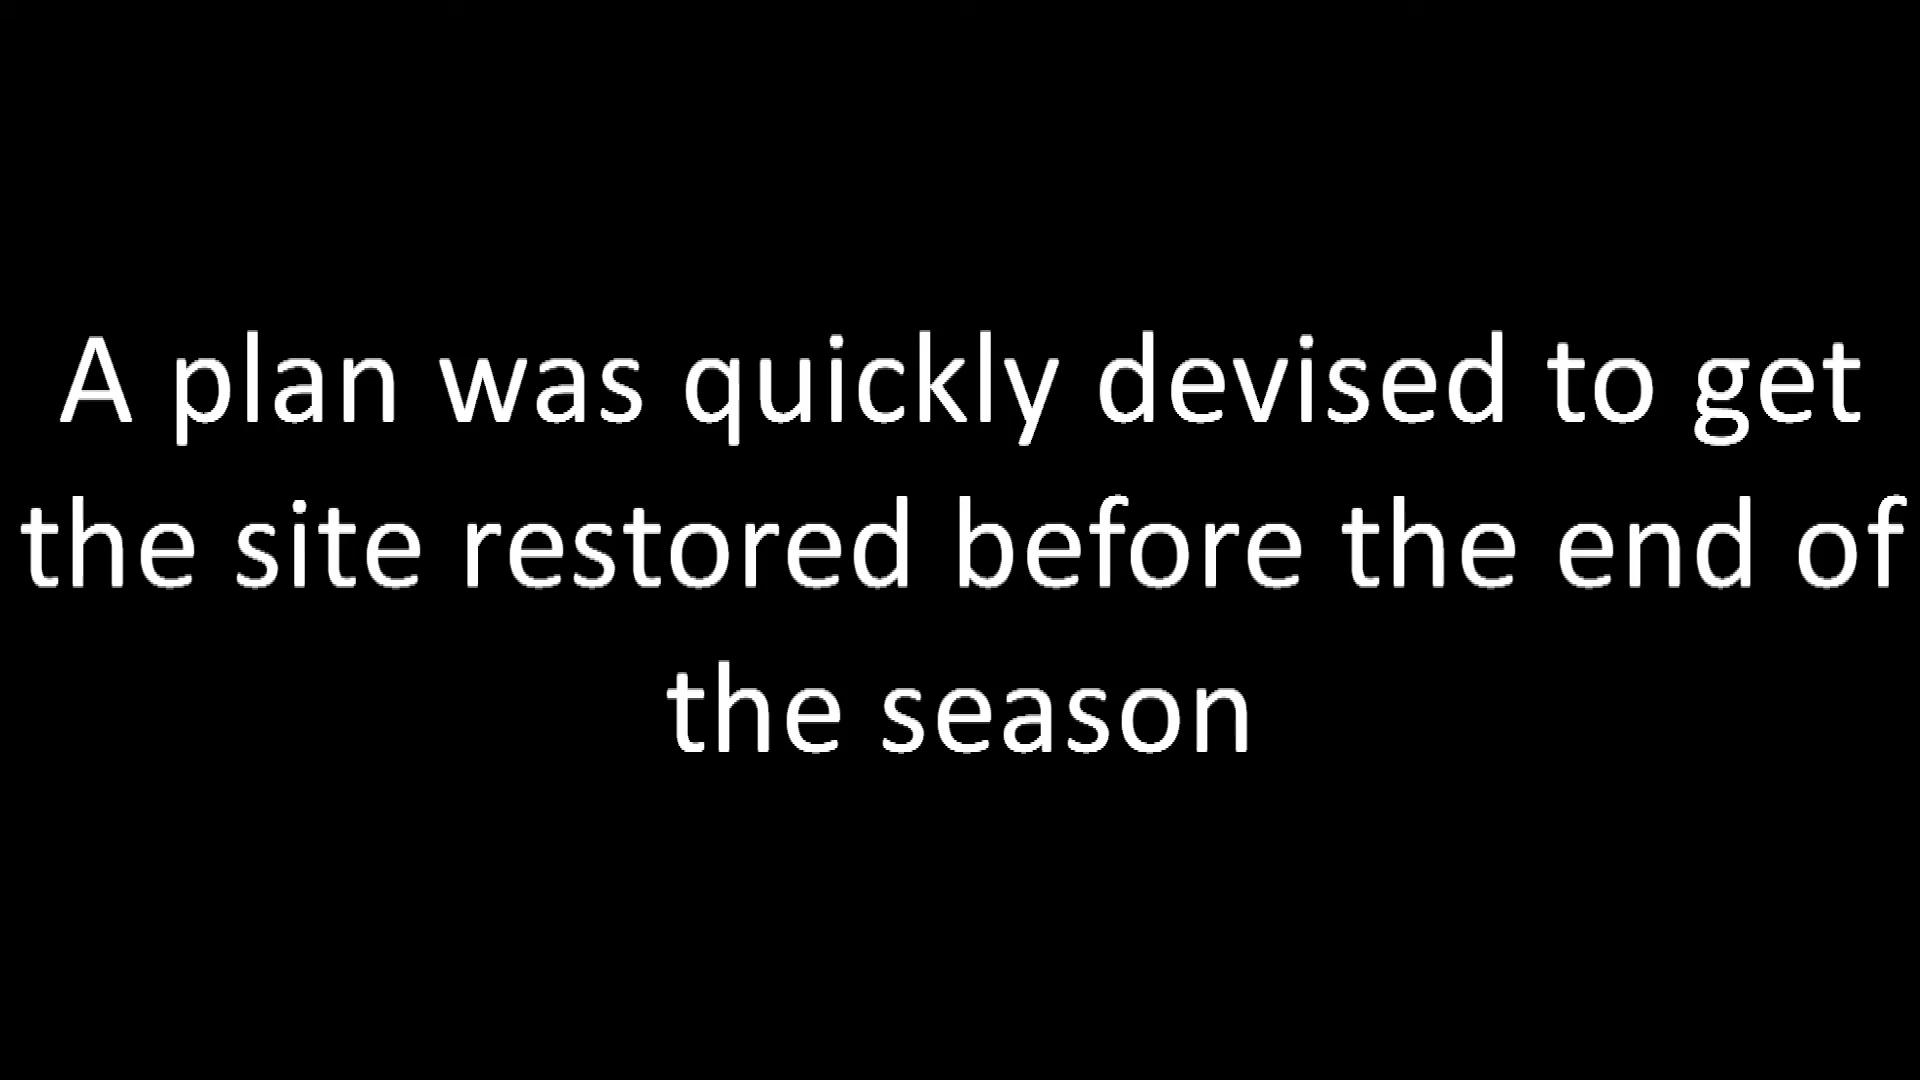 A plan was quickly devised to get
the site restored before the end of
the season